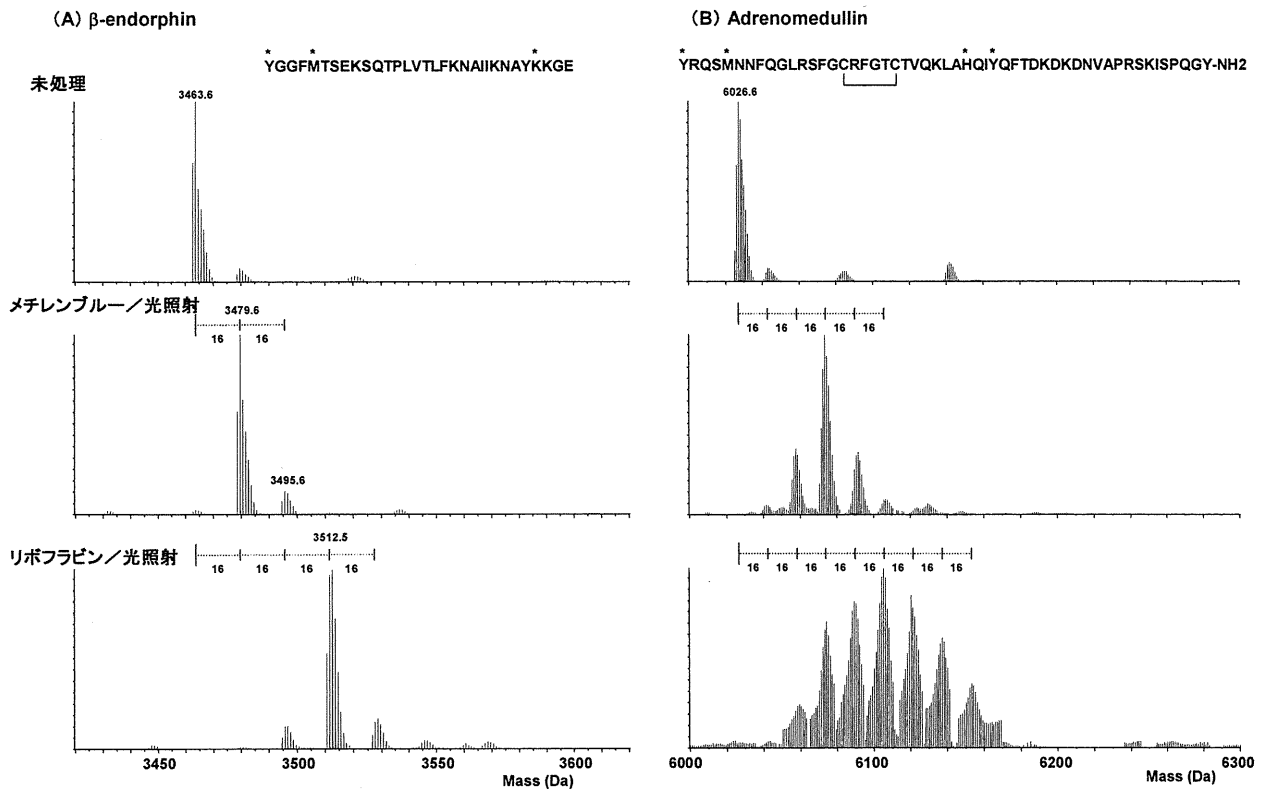 (A) β-endorphin
* * *
YGGFMTSEKSQTPLVTLFKNAIIKNAYKKGE
未処理
3463.6
メチレンブルー/光照射
3479.6
16 16
3495.6
リボフラビン/光照射
3512.5
16 16 16 16
3450 3500 3550 3600
Mass (Da)
(B) Adrenomedullin
* * * *
YRQSMNNFQGLRSFGCRFGTCTVQKLAHQIYQFTDKDKDNVAPRSKISPQGY-NH2
6026.6
16 16 16 16 16
16 16 16 16 16 16 16 16
6000 6100 6200 6300
Mass (Da)